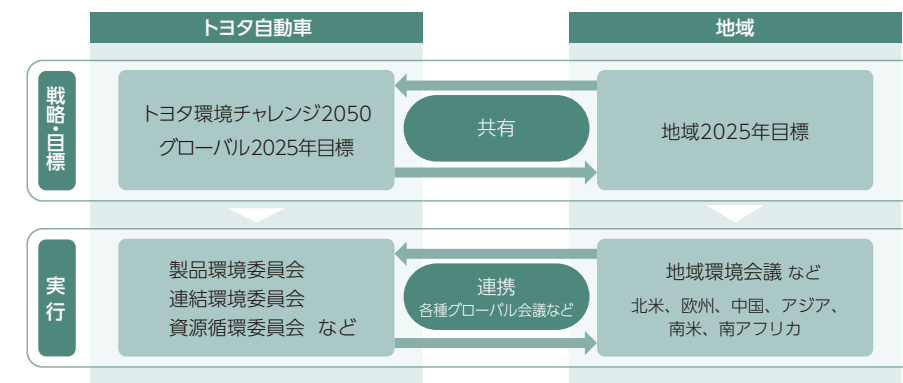 トヨタ自動車
地域
戦略・目標
トヨタ環境チャレンジ2050
グローバル2025年目標
共有
地域2025年目標
実行
製品環境委員会
連結環境委員会
資源循環委員会 など
連携
各種グローバル会議など
地域環境会議 など
北米、欧州、中国、アジア、
南米、南アフリカ